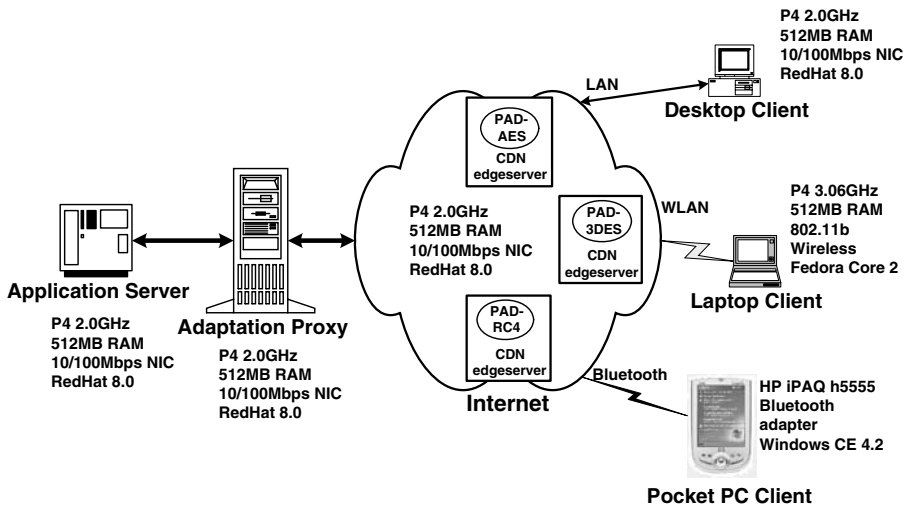 P4 2.0GHz
512MB RAM
10/100Mbps NIC
RedHat 8.0
LAN
Desktop Client
PAD-
AES
CDN
edgeserver
P4 2.0GHz
512MB RAM
10/100Mbps NIC
RedHat 8.0
PAD-
3DES
CDN
edgeserver
WLAN
P4 3.06GHz
512MB RAM
802.11b
Wireless
Fedora Core 2
Laptop Client
Application Server
P4 2.0GHz
512MB RAM
10/100Mbps NIC
RedHat 8.0
Adaptation Proxy
P4 2.0GHz
512MB RAM
10/100Mbps NIC
RedHat 8.0
PAD-
RC4
CDN
edgeserver
Internet
Bluetooth
HP iPAQ h5555
Bluetooth
adapter
Windows CE 4.2
Pocket PC Client